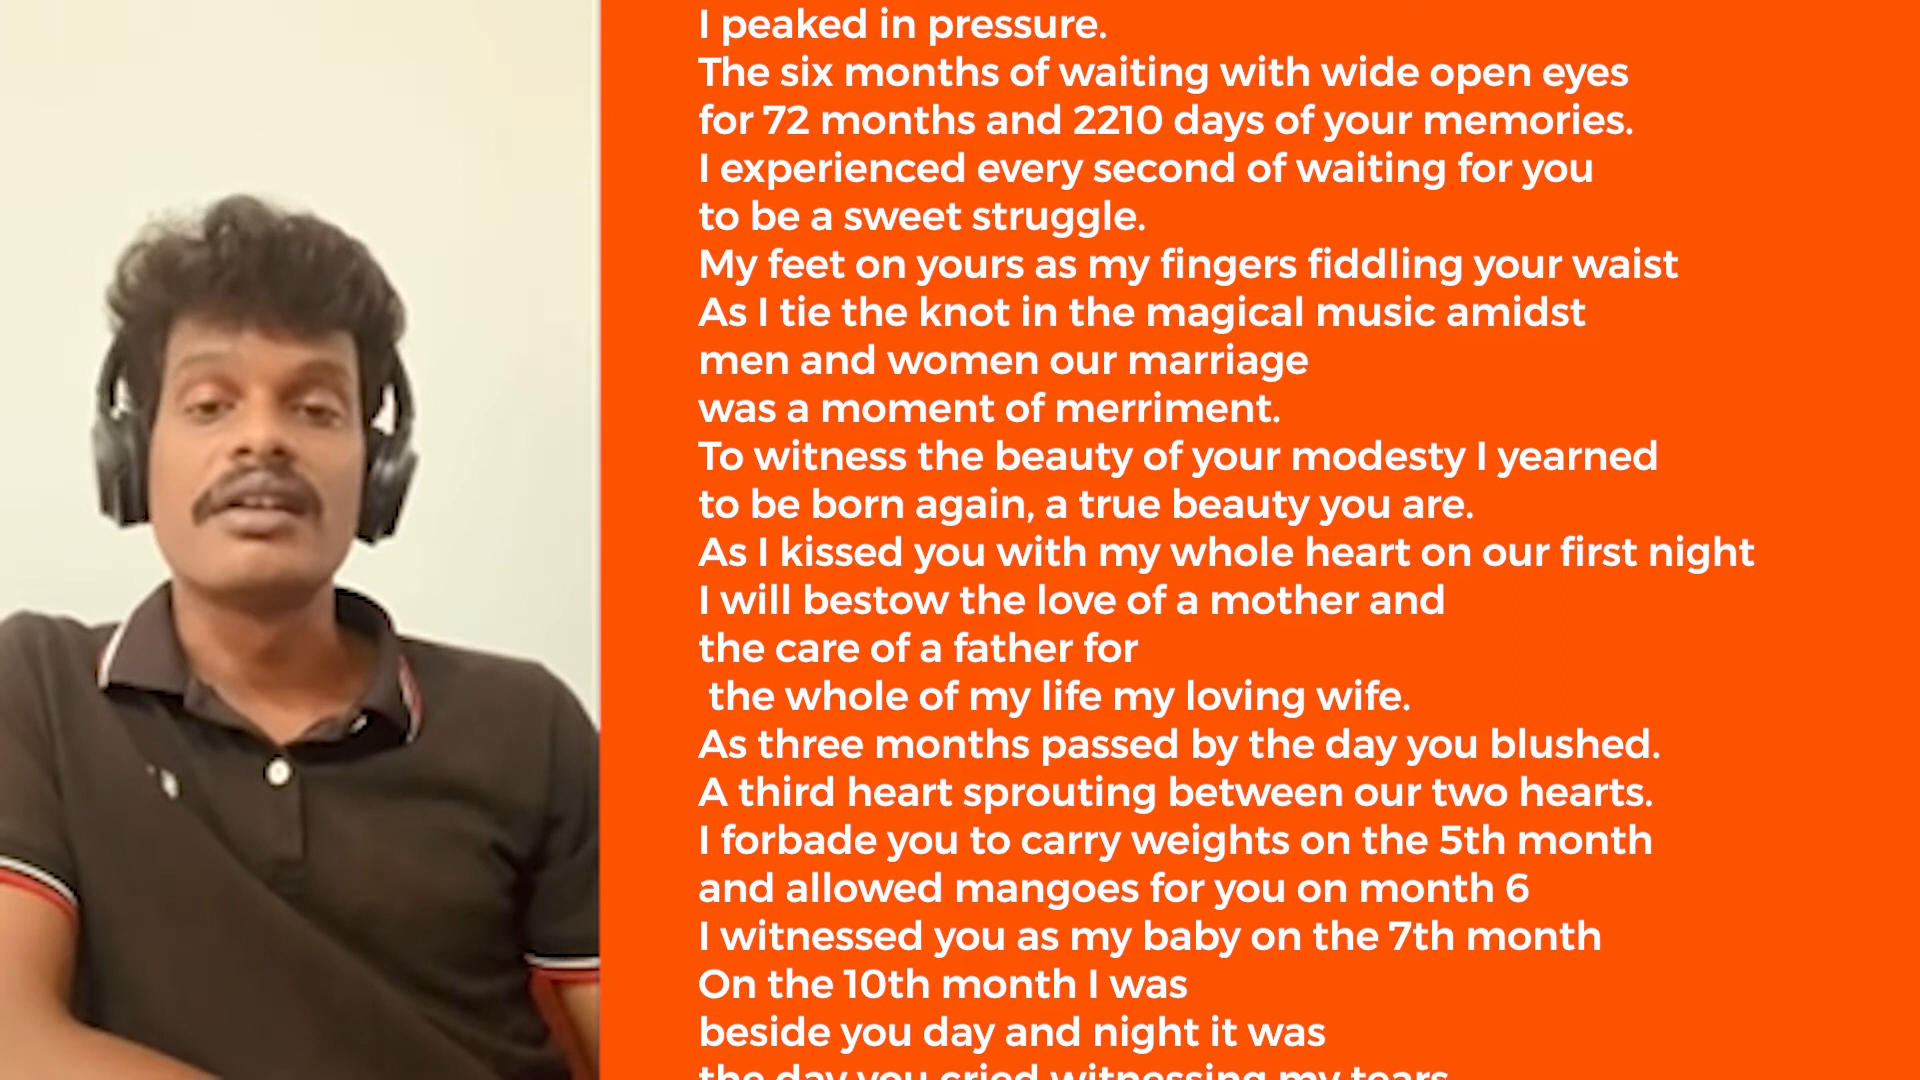 I peaked in pressure.
The six months of waiting with wide open eyes
for 72 months and 2210 days of your memories.
I experienced every second of waiting for you
to be a sweet struggle.
My feet on yours as my fingers fiddling your waist
As I tie the knot in the magical music amidst
men and women our marriage
was a moment of merriment.
To witness the beauty of your modesty I yearned
to be born again, a true beauty you are.
As I kissed you with my whole heart on our first night
I will bestow the love of a mother and
the care of a father for
the whole of my life my loving wife.
As three months passed by the day you blushed.
A third heart sprouting between our two hearts.
I forbade you to carry weights on the 5th month
and allowed mangoes for you on month 6
I witnessed you as my baby on the 7th month
On the 10th month I was
beside you day and night it was
the day you cried witnessing my tears